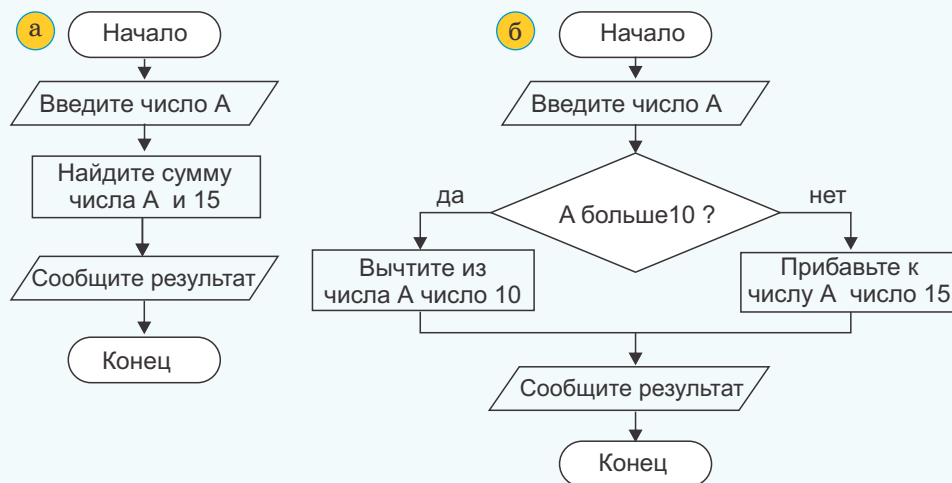 а
Начало
Введите число А
Найдите сумму
числа А и 15
Сообщите результат
Конец
б
Начало
Введите число А
А больше10 ?
да
нет
Вычтите из
числа А число 10
Прибавьте к
числу А число 15
Сообщите результат
Конец